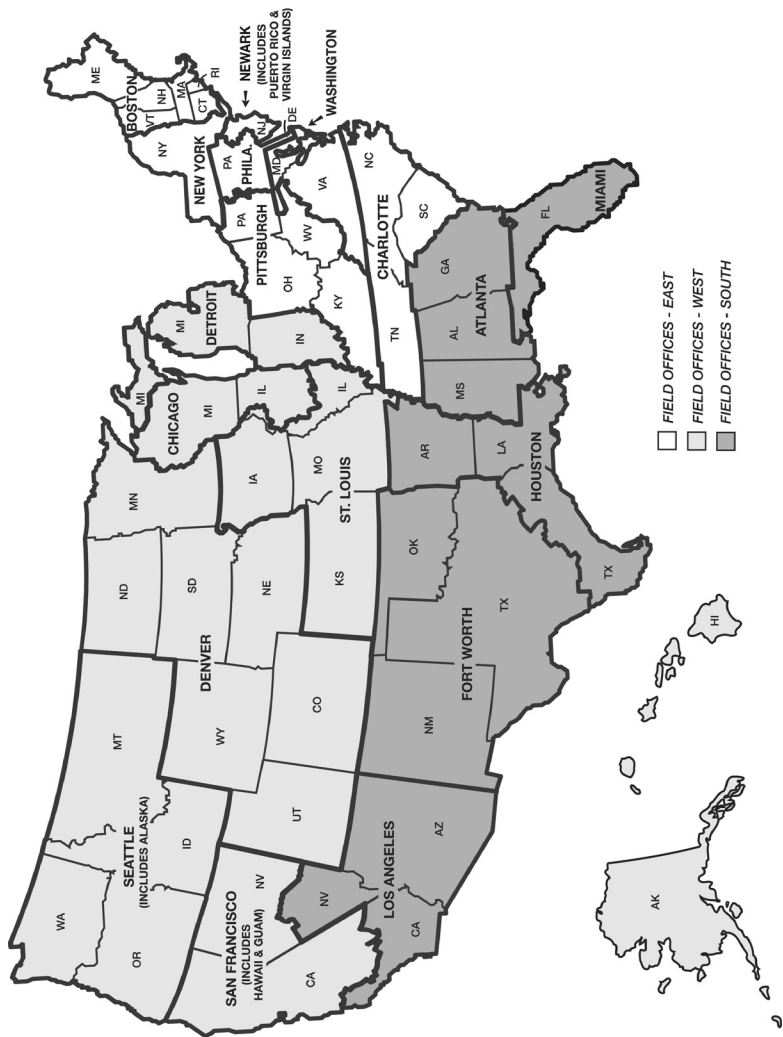 WA
OR
SEATTLE
(INCLUDES ALASKA)
ID
MT
SAN FRANCISCO
(INCLUDES
HAWAII & GUAM)
CA
NV
NV
CA
LOS ANGELES
AZ
UT
WY
DENVER
CO
ND
SD
NE
MN
KS
ST. LOUIS
MO
IA
NM
FORT WORTH
TX
OK
TX
HOUSTON
LA
AR
CHICAGO
MI
MI
IL
IL
MI
DETROIT
IN
OH
KY
PITTSBURGH
PA
WV
TN
CHARLOTTE
NC
SC
VA
MS
AL
ATLANTA
GA
FL
MIAMI
NY
NEW YORK
PA
PHILA.
NJ
MD
DE
BOSTON
ME
VT
NH
MA
CT
RI
NEWARK
(INCLUDES
PUERTO RICO &
VIRGIN ISLANDS)
WASHINGTON
AK
HI
FIELD OFFICES - EAST
FIELD OFFICES - WEST
FIELD OFFICES - SOUTH